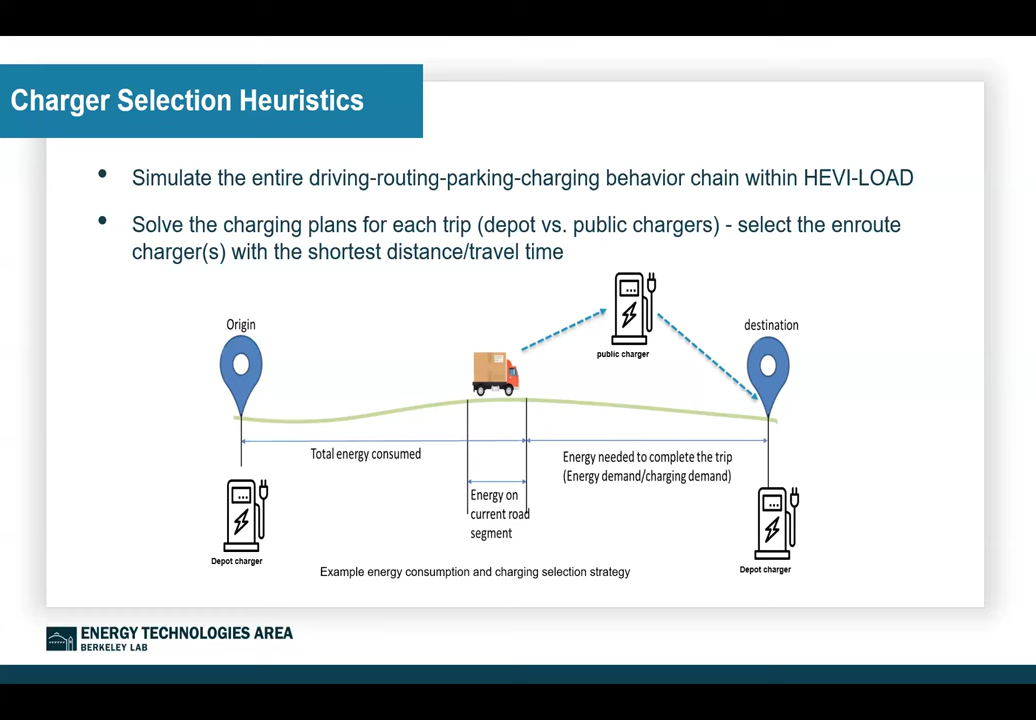 Charger Selection Heuristics
• Simulate the entire driving-routing-parking-charging behavior chain within HEVI-LOAD
• Solve the charging plans for each trip (depot vs. public chargers) - select the enroute
charger(s) with the shortest distance/travel time
Origin
destination
public charger
Total energy consumed
Energy needed to complete the trip
(Energy demand/charging demand)
Energy on
current road
segment
Depot charger
Depot charger
Example energy consumption and charging selection strategy
ENERGY TECHNOLOGIES AREA
BERKELEY LAB